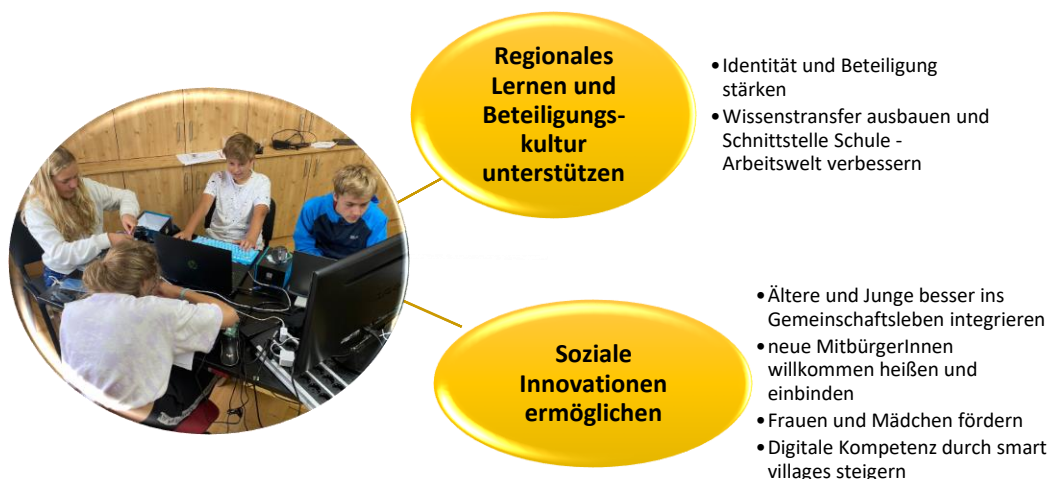 Regionales
Lernen und
Beteiligungs-
kultur
unterstützen
•Identität und Beteiligung
stärken
•Wissenstransfer ausbauen und
Schnittstelle Schule -
Arbeitswelt verbessern
Soziale
Innovationen
ermöglichen
•Ältere und Junge besser ins
Gemeinschaftsleben integrieren
•neue MitbürgerInnen
willkommen heißen und
einbinden
•Frauen und Mädchen fördern
•Digitale Kompetenz durch smart
villages steigern